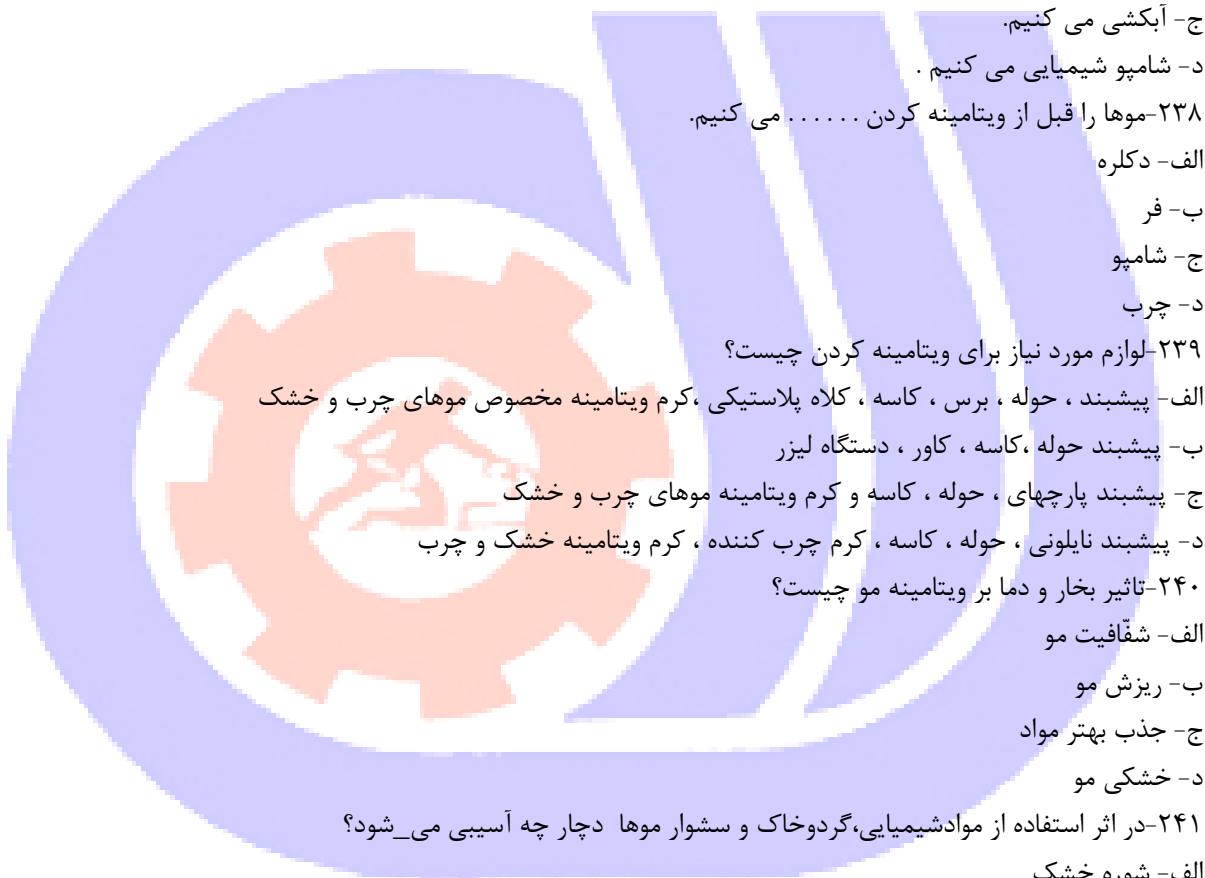 ج- آبکشی می کنیم.
د- شامپو شیمیایی می کنیم .
۲۳۸-موها را قبل از ویتامینه کردن . . . . . . می کنیم.
الف- دکلره
ب- فر
ج- شامپو
د- چرب
۲۳۹-لوازم مورد نیاز برای ویتامینه کردن چیست؟
الف- پیشبند ، حوله ، برس ، کاسه ، کلاه پلاستیکی ،کرم ویتامینه مخصوص موهای چرب و خشک
ب- پیشبند حوله ،کاسه ، کاور ، دستگاه لیزر
ج- پیشبند پارچهای ، حوله ، کاسه و کرم ویتامینه موهای چرب و خشک
د- پیشبند نایلونی ، حوله ، کاسه ، کرم چرب کننده ، کرم ویتامینه خشک و چرب
۲۴۰-تاثیر بخار و دما بر ویتامینه مو چیست؟
الف- شفّافیت مو
ب- ریزش مو
ج- جذب بهتر مواد
د- خشکی مو
۲۴۱-در اثر استفاده از موادشیمیایی،گردوخاک و سشوار موها دچار چه آسیبی می_شود؟
الف- شوره خشک